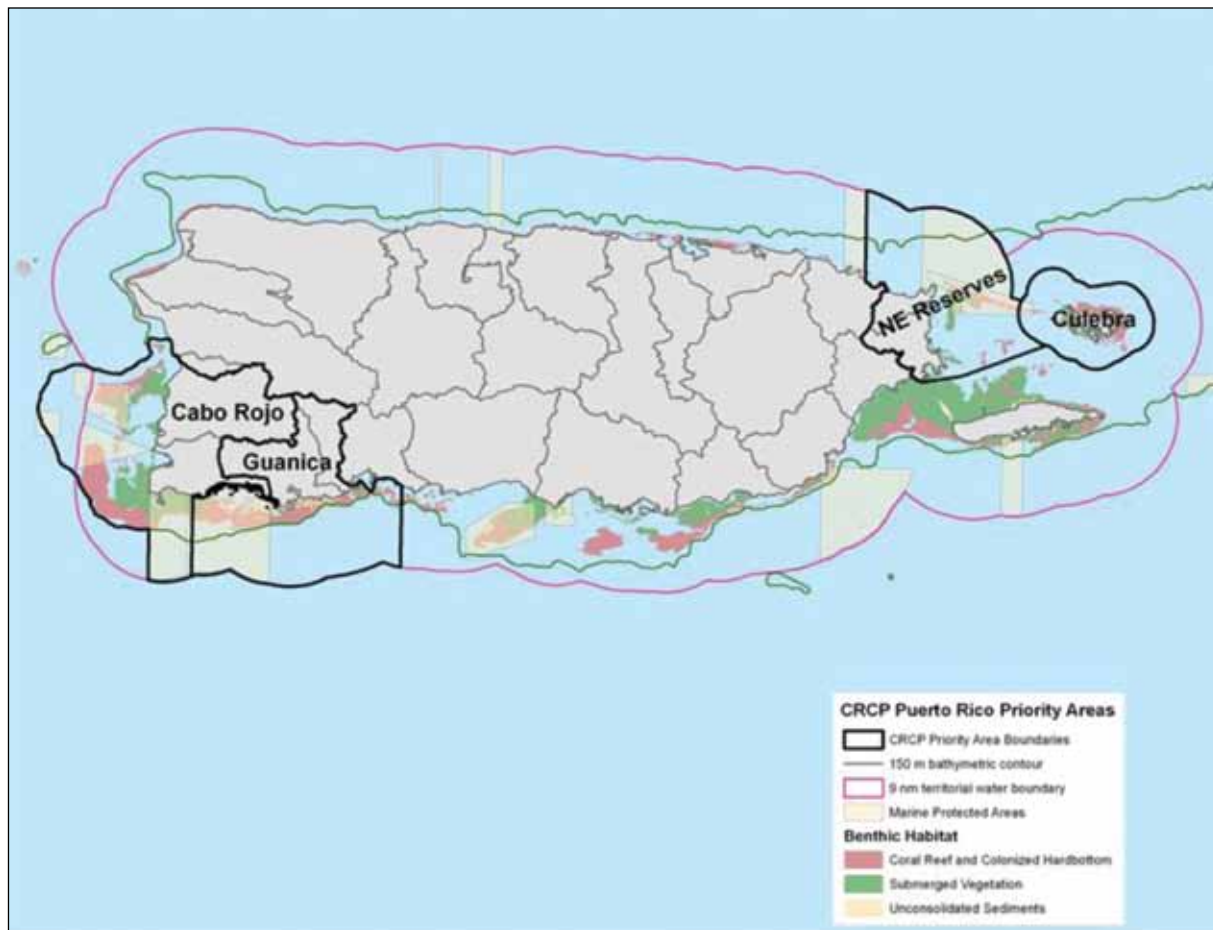 NE Reserves
Culebra
Cabo Rojo
Guanica
CRCP Puerto Rico Priority Areas
CRCP Priority Area Boundaries
150 m bathymetric contour
9 nm territorial water boundary
Marine Protected Areas
Benthic Habitat
Coral Reef and Colonized Hardbottom
Submerged Vegetation
Unconsolidated Sediments